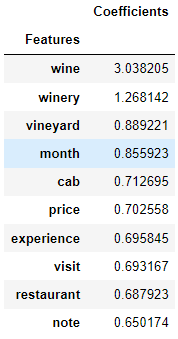 Coefficients
Features
wine 3.038205
winery 1.268142
vineyard 0.889221
month 0.855923
cab 0.712695
price 0.702558
experience 0.695845
visit 0.693167
restaurant 0.687923
note 0.650174